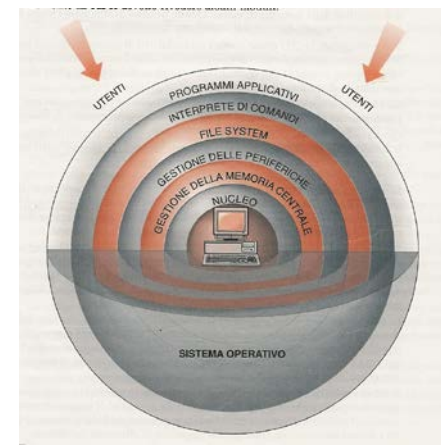 UTENTI
UTENTI
PROGRAMMI APPLICATIVI
INTERPRETE DI COMANDI
FILE SYSTEM
GESTIONE DELLE PERIFERICHE
GESTIONE DELLA MEMORIA CENTRALE
NUCLEO
SISTEMA OPERATIVO